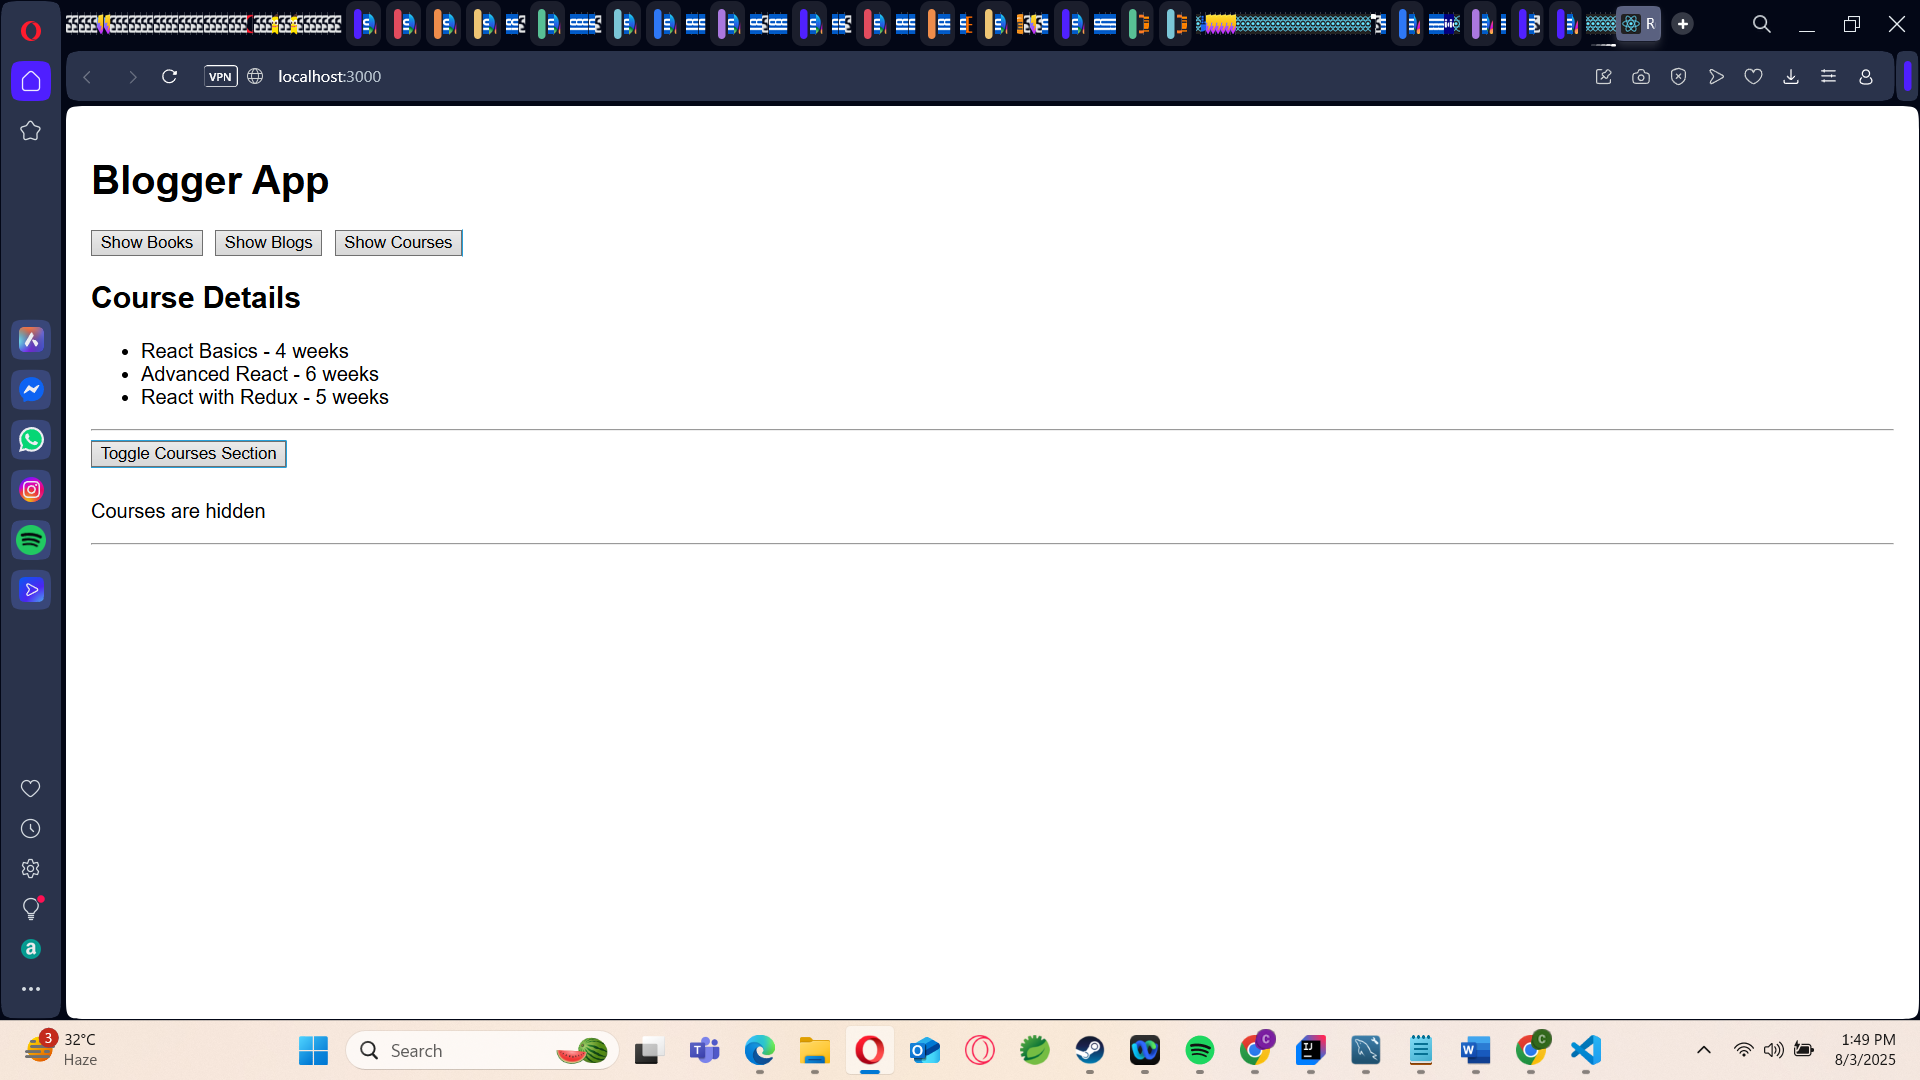 R
VPN
localhost:3000
Blogger App
Show Books Show Blogs Show Courses
Course Details
• React Basics - 4 weeks
• Advanced React - 6 weeks
• React with Redux - 5 weeks
Toggle Courses Section
Courses are hidden
3
32°C
Haze
Search
1:49 PM
8/3/2025